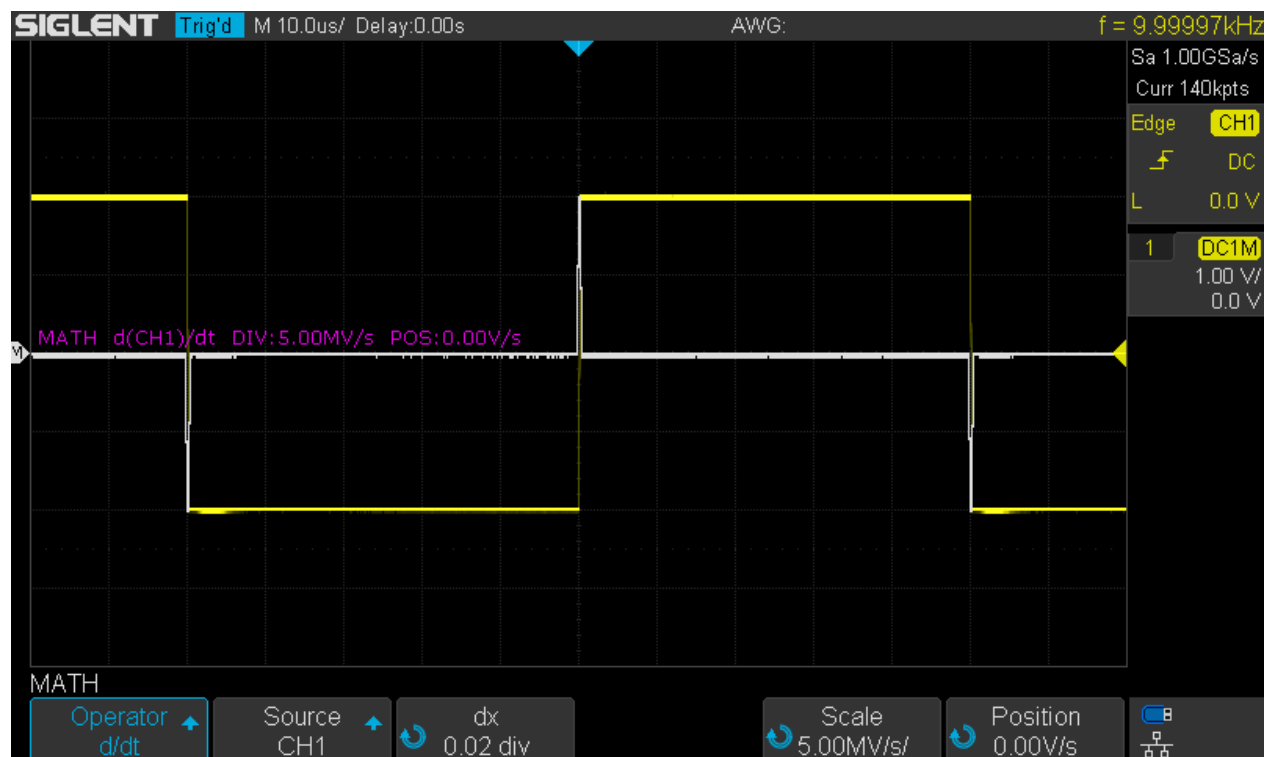 SIGLENT Trig'd M 10.0us/ Delay:0.00s AWG: f = 9.99997kHz
Sa 1.00GSa/s
Curr 140kpts
Edge CH1
DC
L 0.0 V
1 DC1M
1.00 V/
0.0 V
MATH d(CH1)/dt DIV:5.00MV/s POS:0.00V/s
M
MATH
Operator Source dx Scale Position
d/dt CH1 0.02 div 5.00MV/s/ 0.00V/s